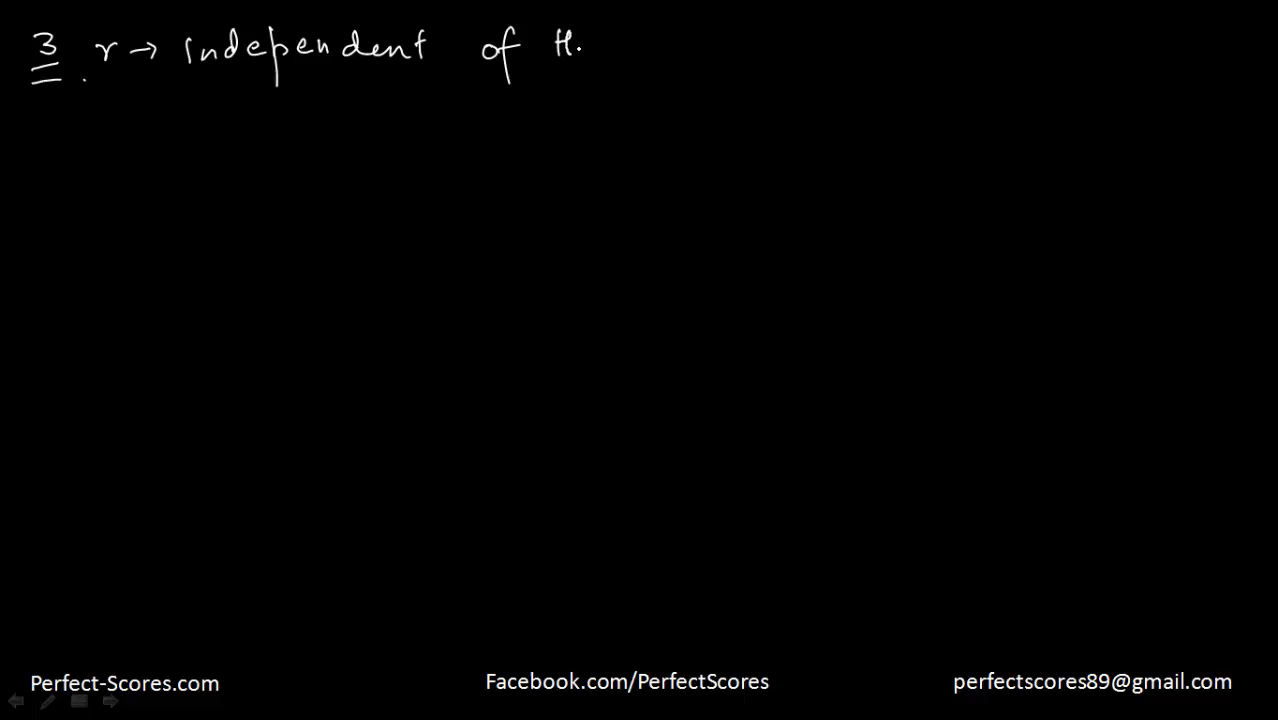 3 r → independent of
Perfect-Scores.com Facebook.com/PerfectScores perfectscores89@gmail.com